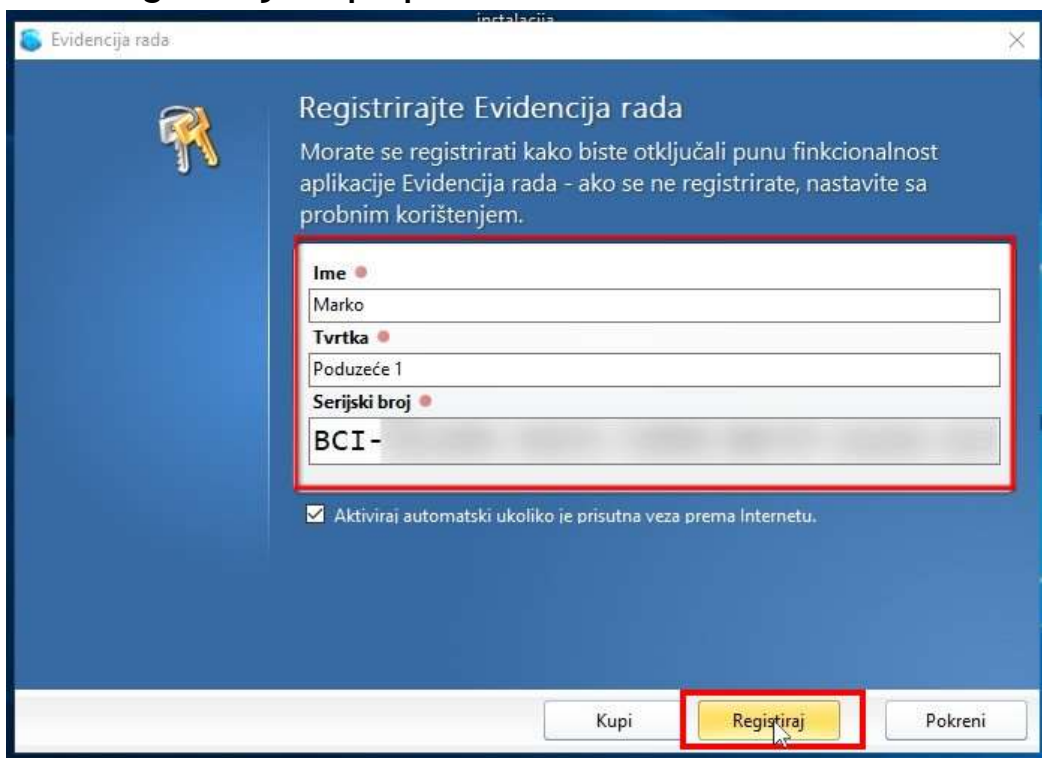 instalacija
Evidencija rada
Registrirajte Evidencija rada
Morate se registrirati kako biste otključali punu finkcionalnost
aplikacije Evidencija rada - ako se ne registrirate, nastavite sa
probnim korištenjem.
Ime
Marko
Tvrtka
Poduzeće 1
Serijski broj
BCI-
Aktiviraj automatski ukoliko je prisutna veza prema Internetu.
Kupi
Registiraj
Pokreni